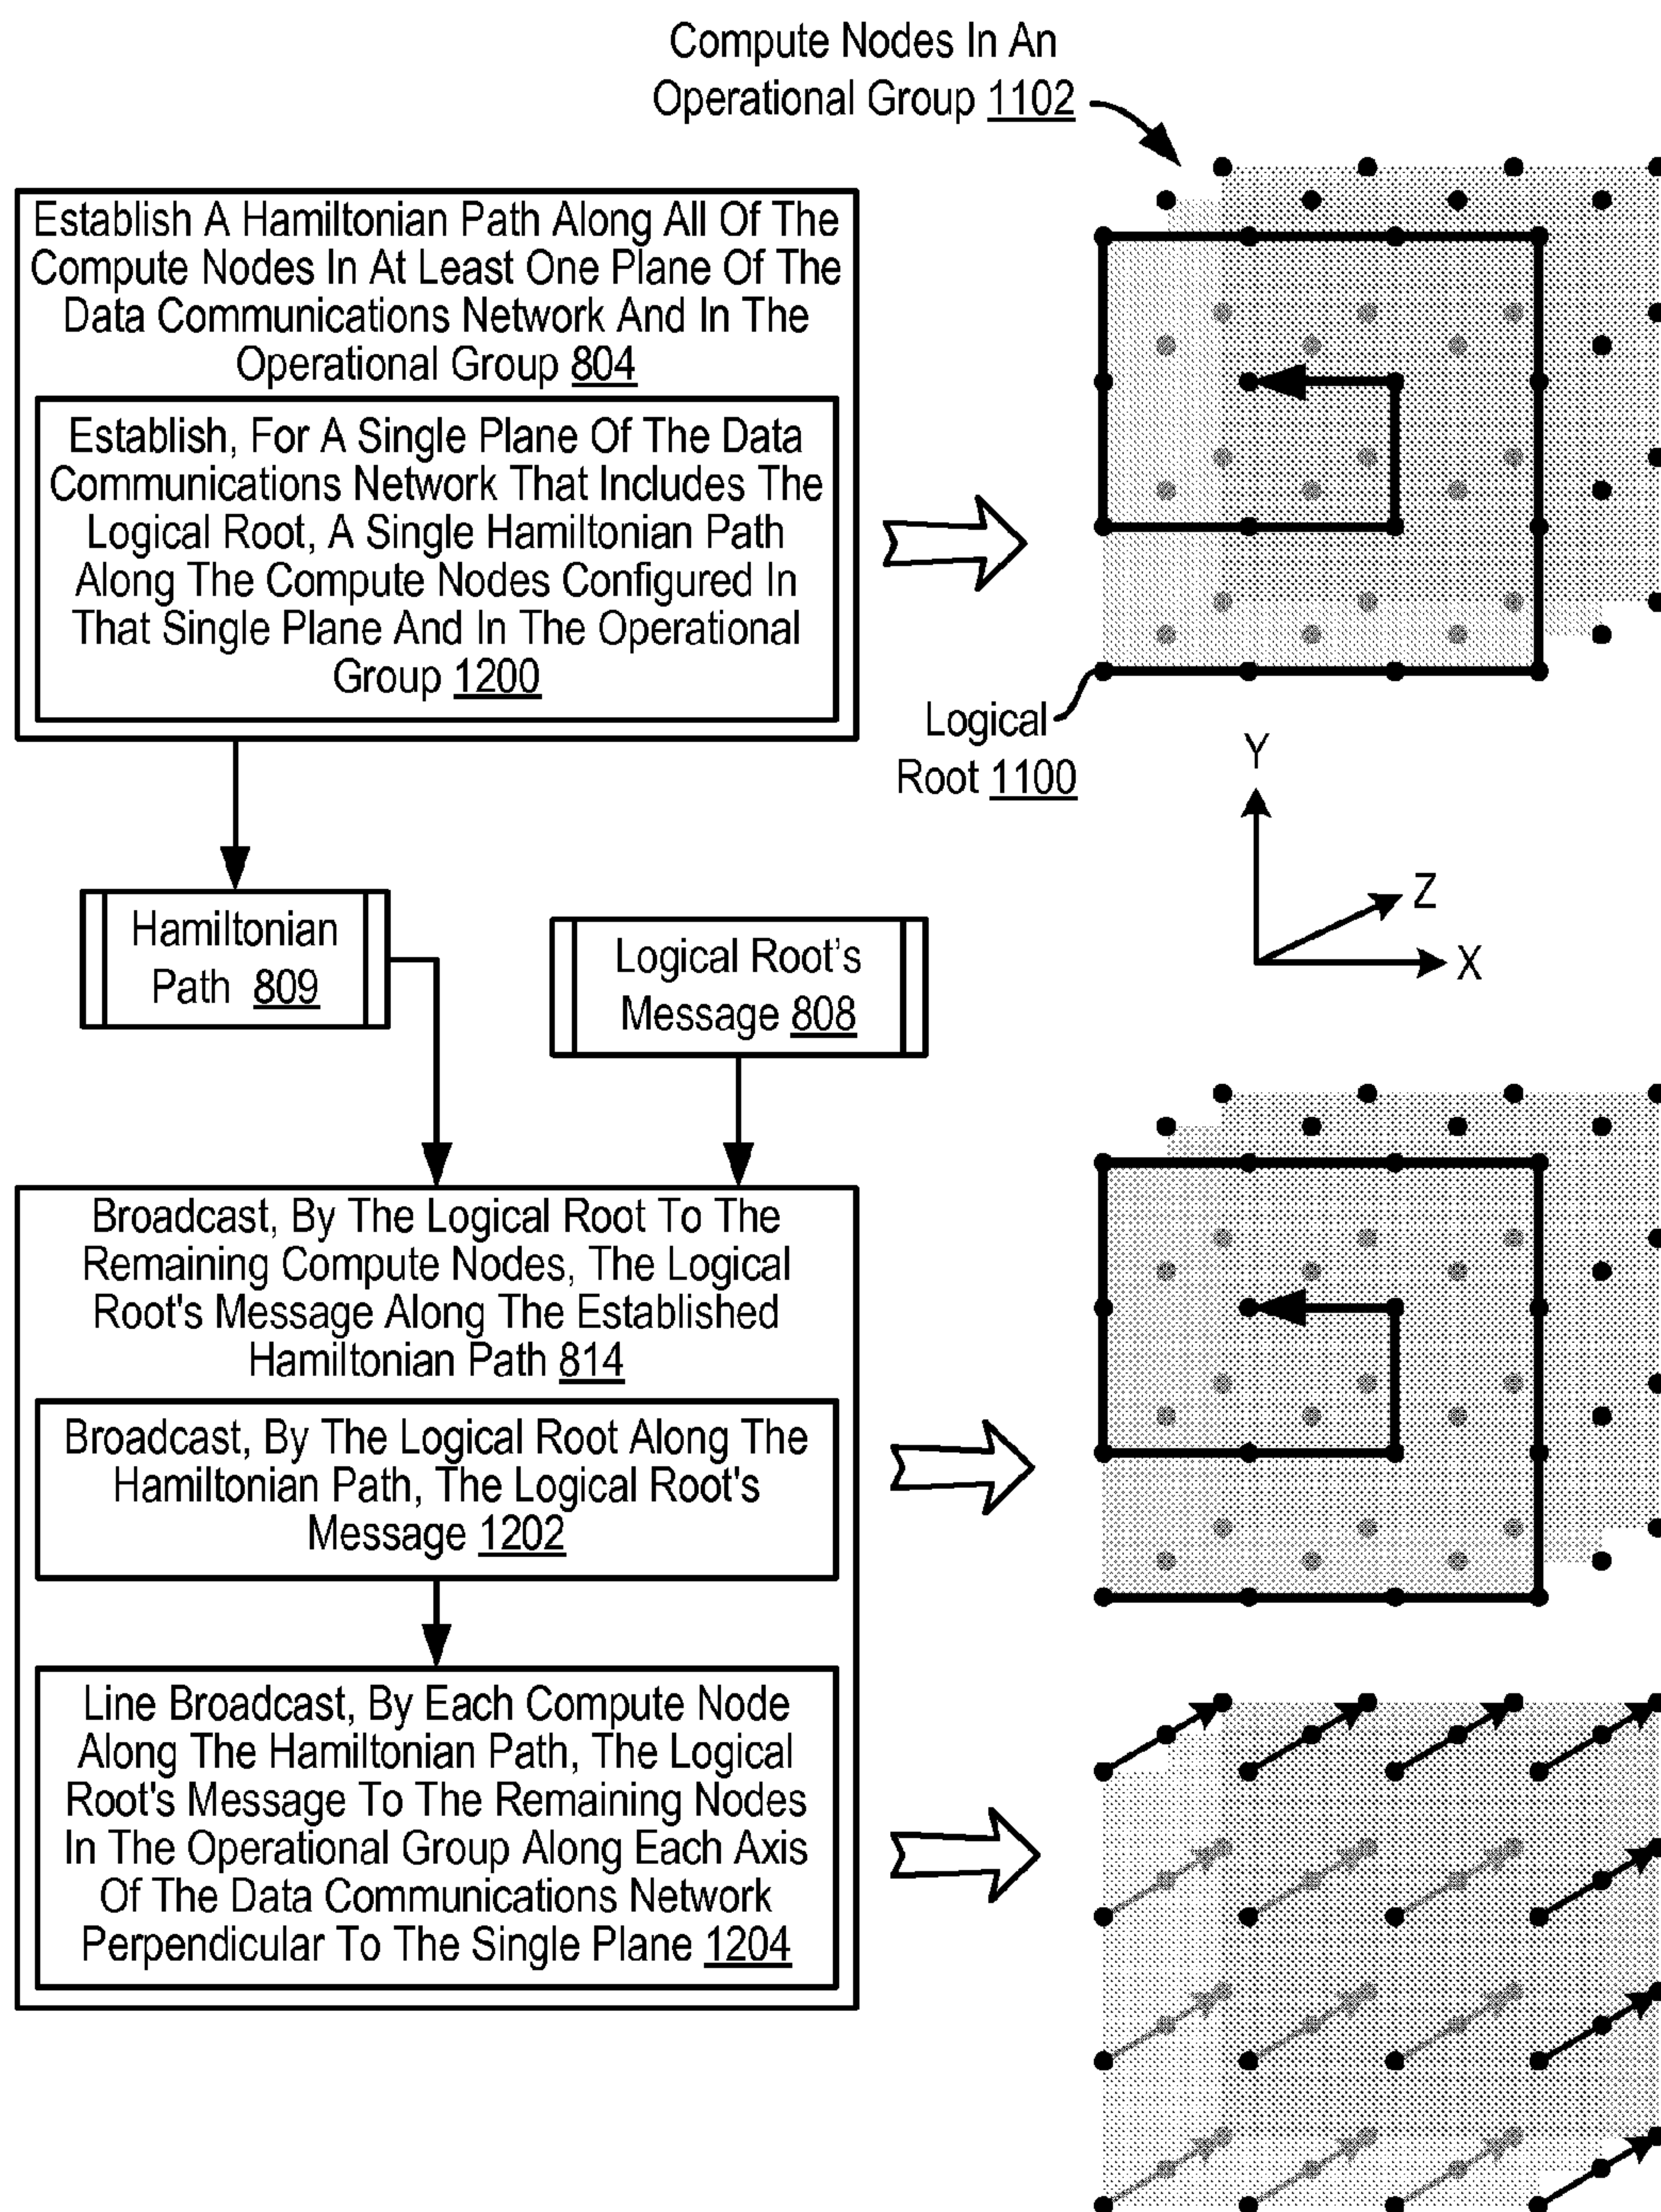 Compute Nodes In An
Operational Group 1102
Establish A Hamiltonian Path Along All Of The
Compute Nodes In At Least One Plane Of The
Data Communications Network And In The
Operational Group 804
Establish, For A Single Plane Of The Data
Communications Network That Includes The
Logical Root, A Single Hamiltonian Path
Along The Compute Nodes Configured In
That Single Plane And In The Operational
Group 1200
Logical
Root 1100
Y
Z
X
Hamiltonian
Path 809
Logical Root's
Message 808
Broadcast, By The Logical Root To The
Remaining Compute Nodes, The Logical
Root's Message Along The Established
Hamiltonian Path 814
Broadcast, By The Logical Root Along The
Hamiltonian Path, The Logical Root's
Message 1202
Line Broadcast, By Each Compute Node
Along The Hamiltonian Path, The Logical
Root's Message To The Remaining Nodes
In The Operational Group Along Each Axis
Of The Data Communications Network
Perpendicular To The Single Plane 1204